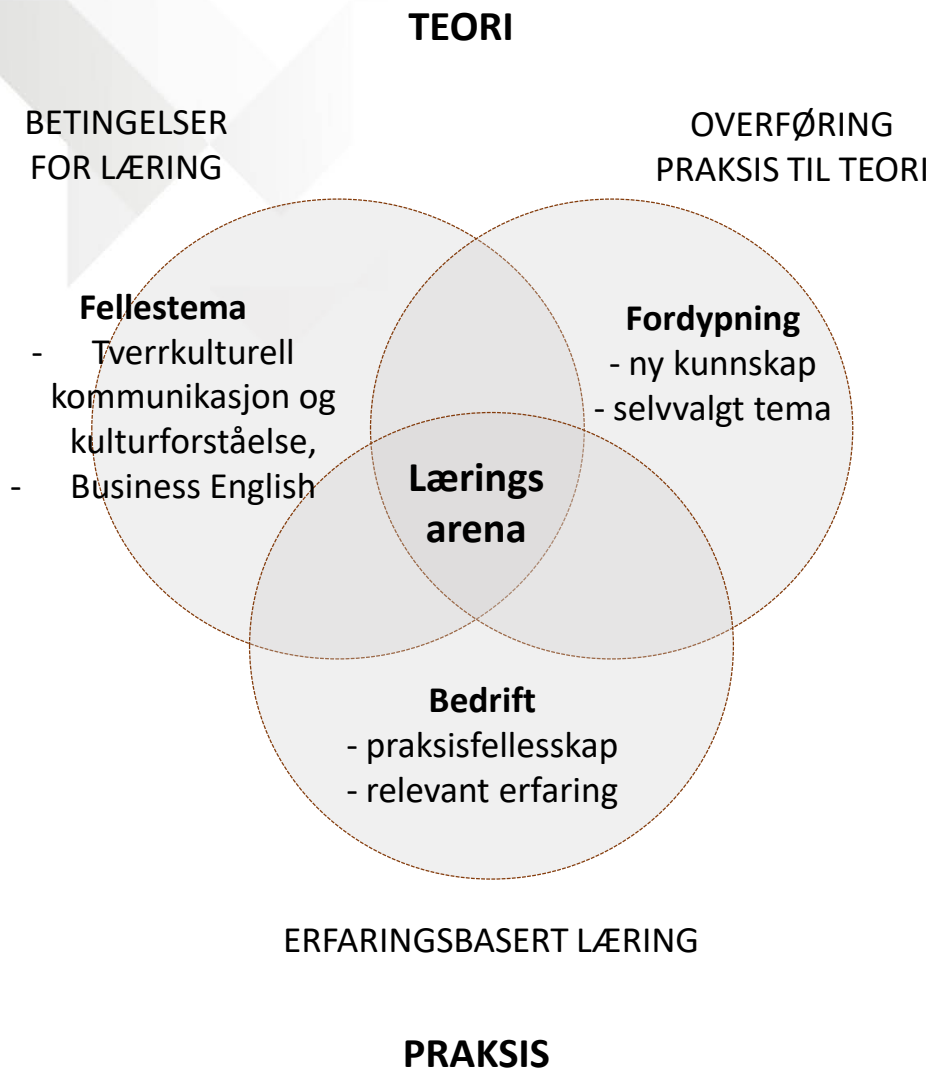 TEORI
BETINGELSER
FOR LÆRING
OVERFØRING
PRAKSIS TIL TEORI
Fellestema
- Tverrkulturell
kommunikasjon og
kulturforståelse,
- Business English
Fordypning
- ny kunnskap
- selvvalgt tema
Lærings
arena
Bedrift
- praksisfellesskap
- relevant erfaring
ERFARINGSBASERT LÆRING
PRAKSIS